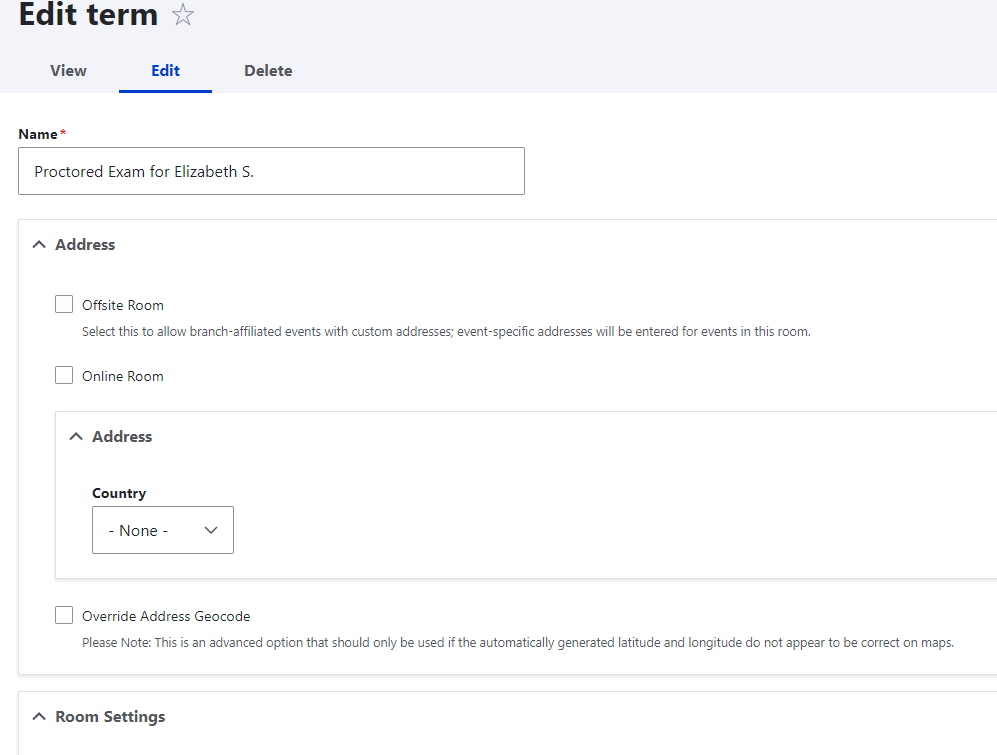 Edit term
View Edit Delete
Name*
Proctored Exam for Elizabeth S.
Address
Offsite Room
Select this to allow branch-affiliated events with custom addresses; event-specific addresses will be entered for events in this room.
Online Room
Address
Country
- None -
Override Address Geocode
Please Note: This is an advanced option that should only be used if the automatically generated latitude and longitude do not appear to be correct on maps.
Room Settings